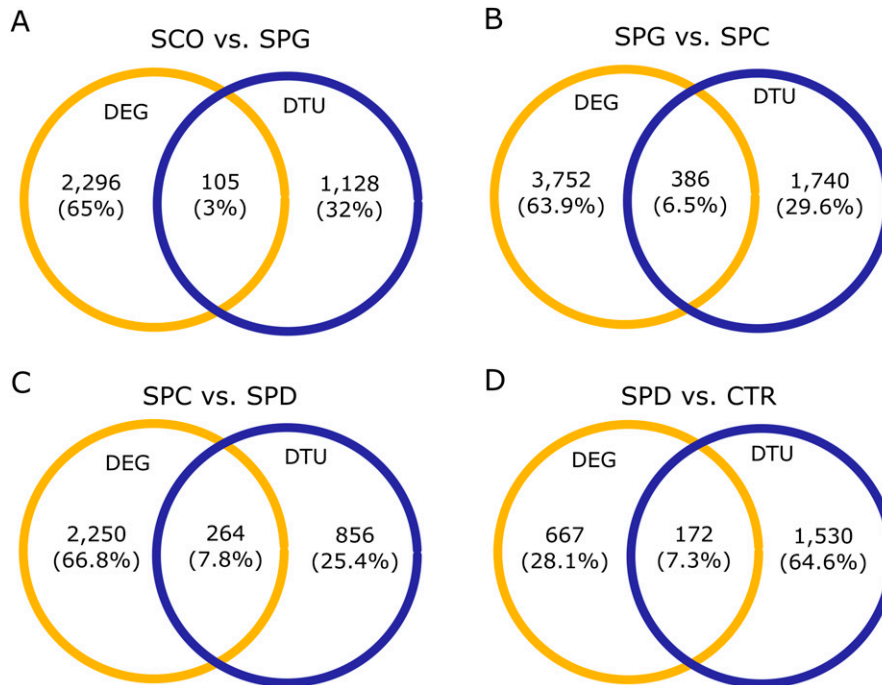 A
SCO vs. SPG
DEG
DTU
2,296
(65%)
105
(3%)
1,128
(32%)
B
SPG vs. SPC
DEG
DTU
3,752
(63.9%)
386
(6.5%)
1,740
(29.6%)
C
SPC vs. SPD
DEG
DTU
2,250
(66.8%)
264
(7.8%)
856
(25.4%)
D
SPD vs. CTR
DEG
DTU
667
(28.1%)
172
(7.3%)
1,530
(64.6%)